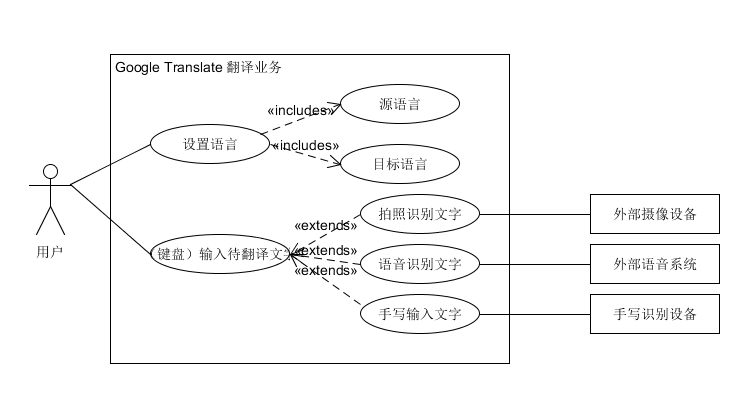 Google Translate 翻译业务
«includes»
源语言
设置语言
«includes»
目标语言
用户
拍照识别文字
外部摄像设备
«extends»
键盘）输入待翻译文字
«extends»
语音识别文字
外部语音系统
«extends»
手写输入文字
手写识别设备